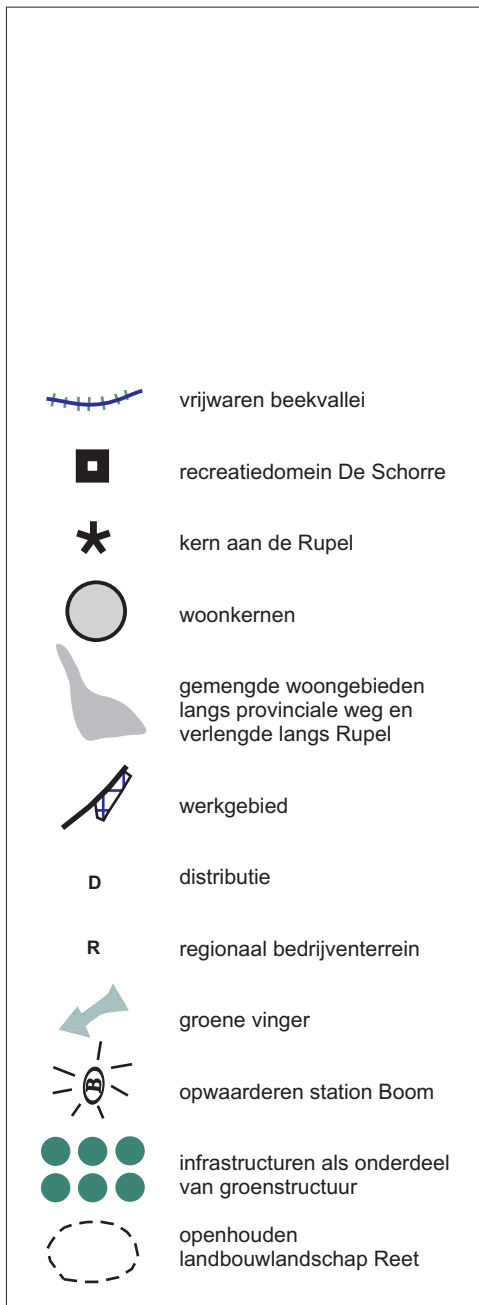 vrijwaren beekvallei
recreatiedomein De Schorre
kern aan de Rupel
woonkernen
gemengde woongebieden
langs provinciale weg en
verlengde langs Rupel
werkgebied
D distributie
R regionaal bedrijventerrein
groene vinger
B opwaarderen station Boom
infrastructuren als onderdeel
van groenstructuur
openhouden
landbouwlandschap Reet